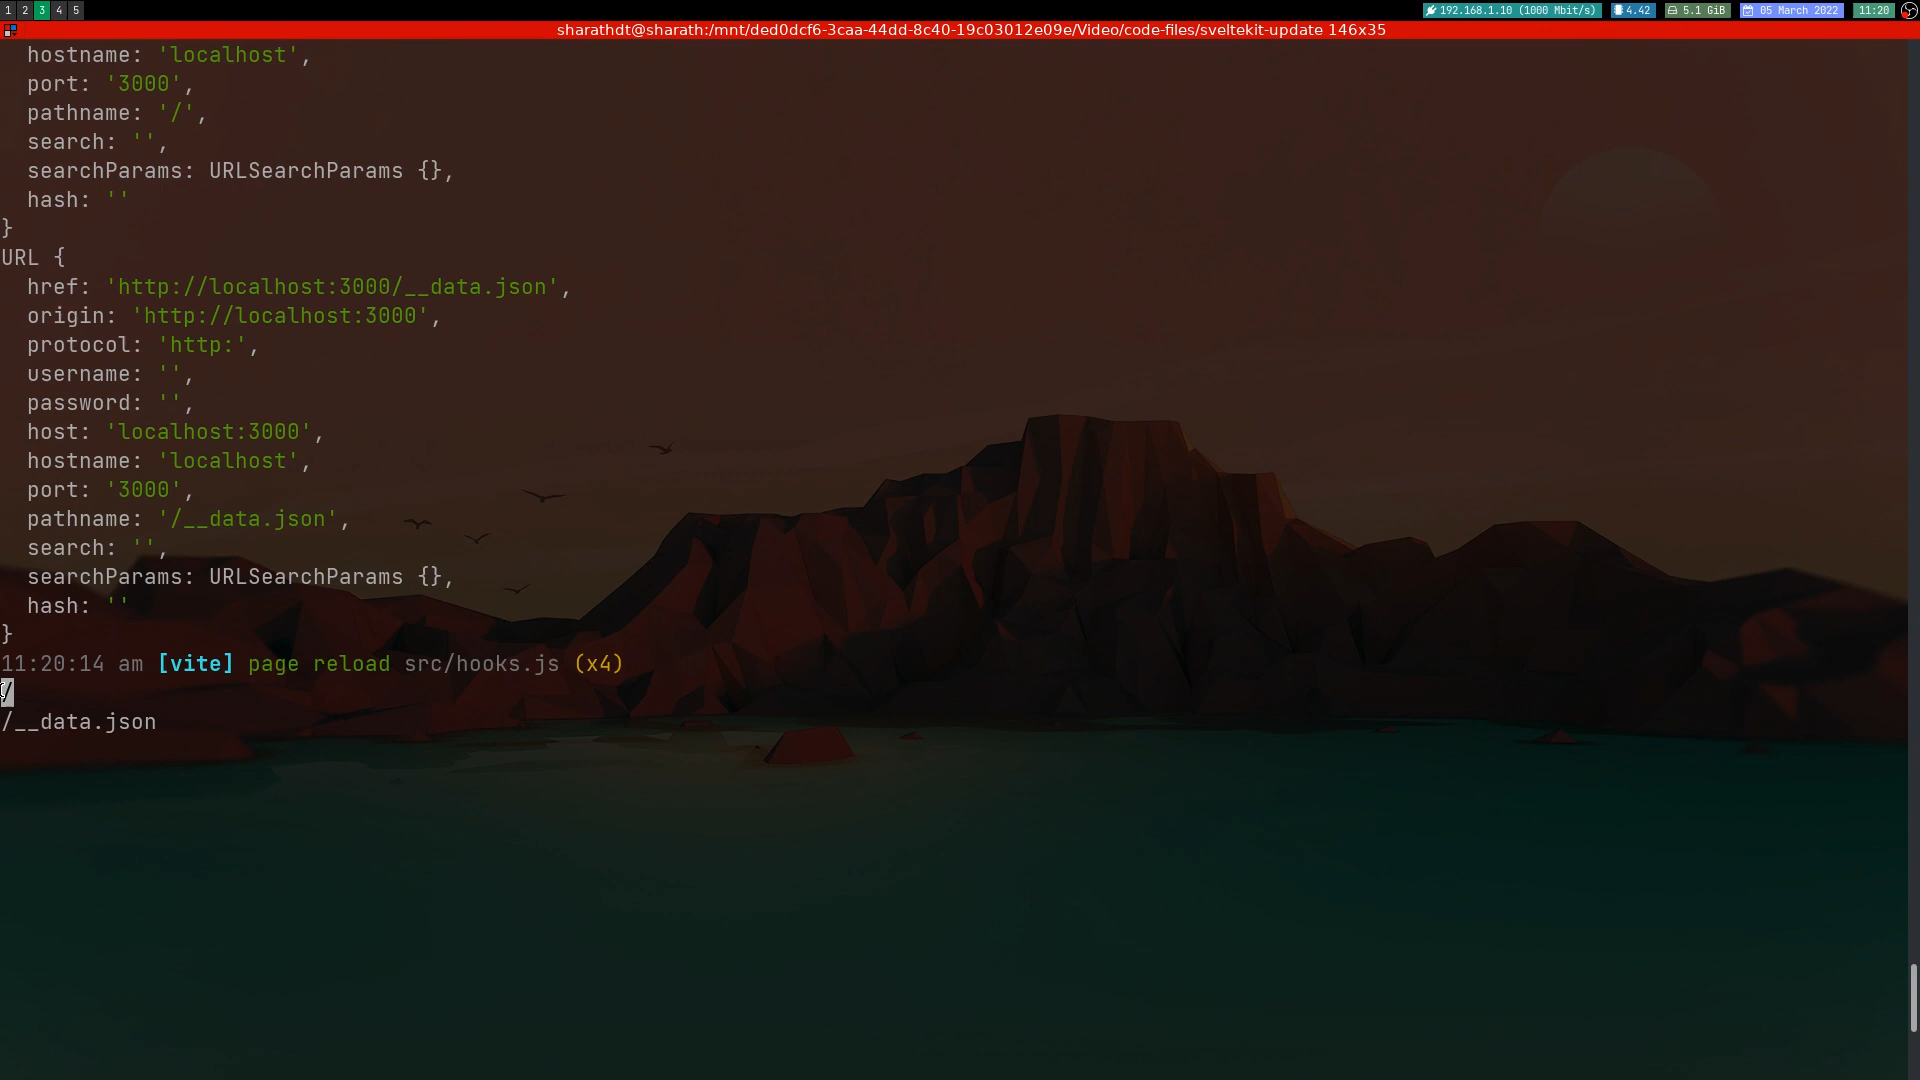 1 2 3 4 5 192.168.1.10 (1000 Mbit/s) 4.42 5.1 GiB 05 March 2022 11:20
sharathdt@sharath:/mnt/ded0dcf6-3caa-44dd-8c40-19c03012e09e/Video/code-files/sveltekit-update 146x35
hostname: 'localhost',
port: '3000',
pathname: '/',
search: '',
searchParams: URLSearchParams {},
hash: ''
}
URL {
href: 'http://localhost:3000/__data.json',
origin: 'http://localhost:3000',
protocol: 'http:',
username: '',
password: '',
host: 'localhost:3000',
hostname: 'localhost',
port: '3000',
pathname: '/__data.json',
search: '',
searchParams: URLSearchParams {},
hash: ''
}
11:20:14 am [vite] page reload src/hooks.js (x4)
/
/__data.json